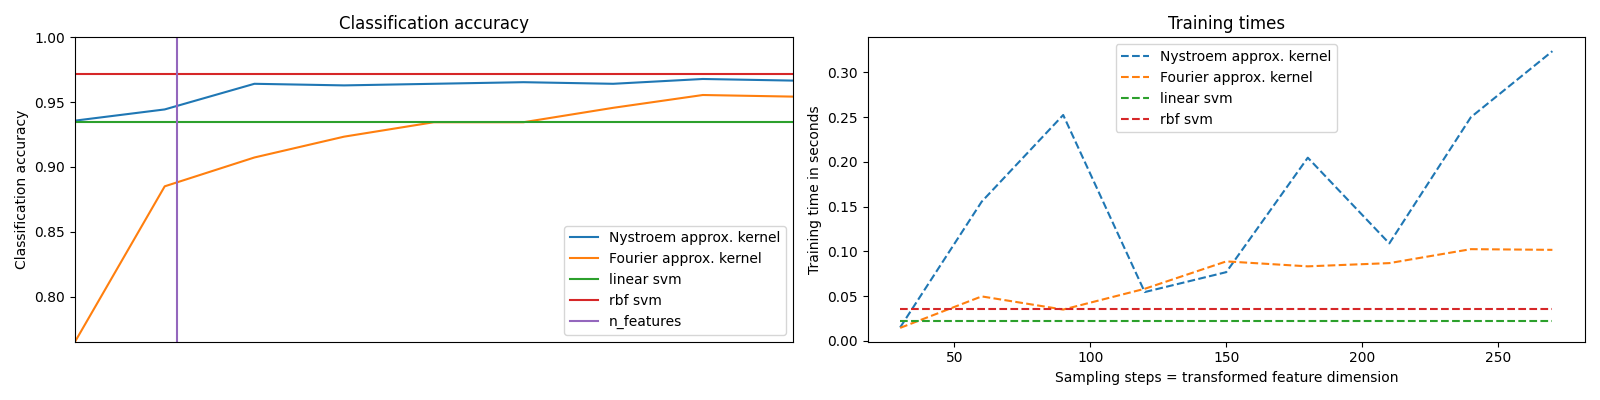 Classification accuracy
Classification accuracy
1.00
0.95
0.90
0.85
0.80
Nystroem approx. kernel
Fourier approx. kernel
linear svm
rbf svm
n_features
Training times
Training time in seconds
0.30
0.25
0.20
0.15
0.10
0.05
0.00
Nystroem approx. kernel
Fourier approx. kernel
linear svm
rbf svm
50
100
150
200
250
Sampling steps = transformed feature dimension